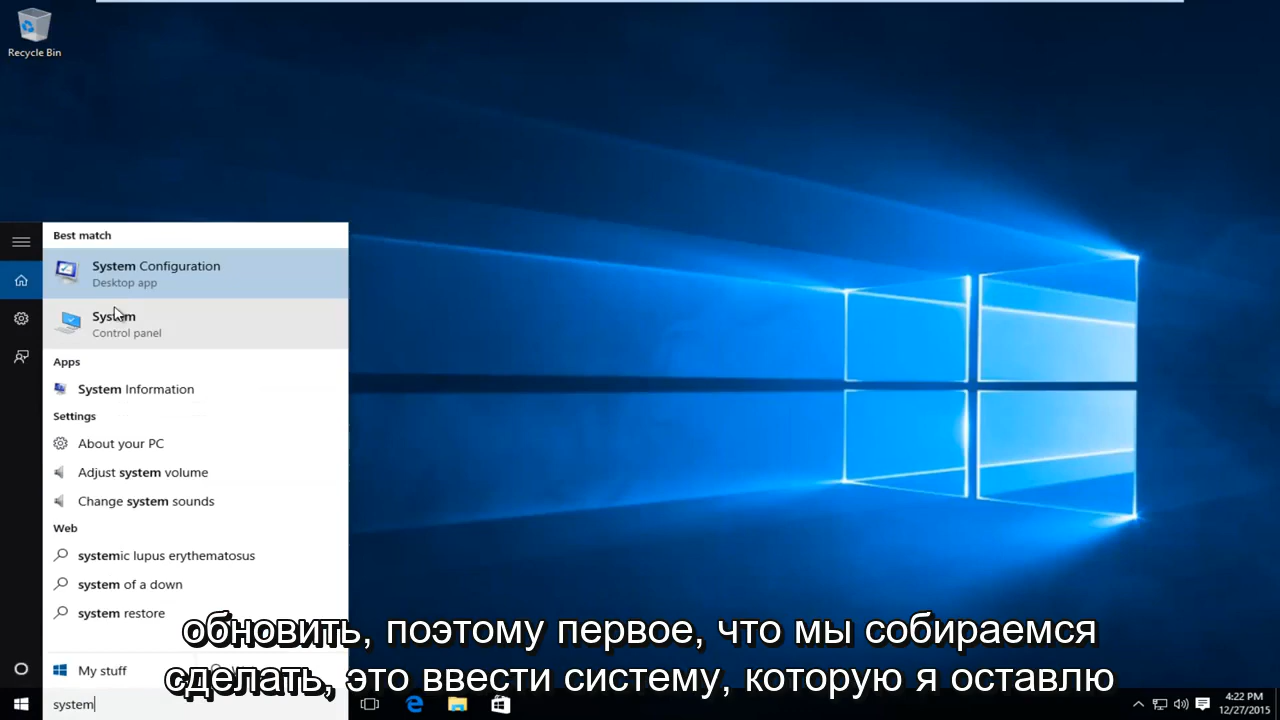 Recycle Bin
Best match
System Configuration
Desktop app
System
Control panel
Apps
System Information
Settings
About your PC
Adjust system volume
Change system sounds
Web
systemic lupus erythematosus
system of a down
system restore
обновить, поэтому первое, что мы собираемся
сделать, это ввести систему, которую я оставлю
My stuff
system
4:22 PM
12/27/2015